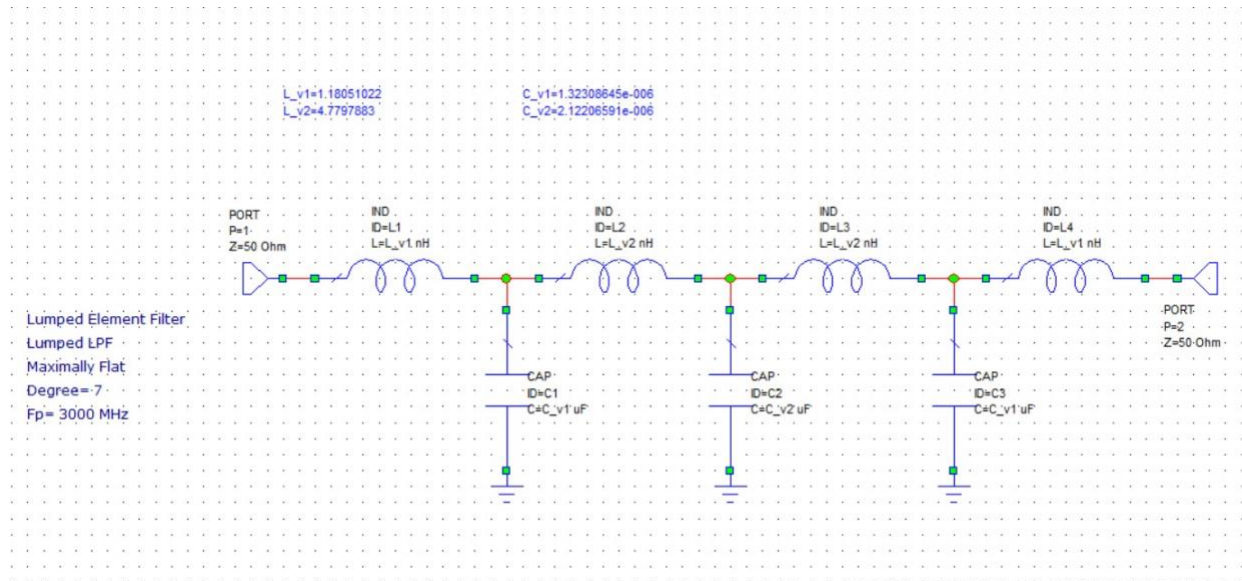 L_v1=1.18051022
L_v2=4.7797883
C_v1=1.32308645e-006
C_v2=2.12206591e-006
PORT
P=1
Z=50 Ohm
IND
ID=L1
L=L_v1 nH
IND
ID=L2
L=L_v2 nH
IND
ID=L3
L=L_v2 nH
IND
ID=L4
L=L_v1 nH
PORT
P=2
Z=50 Ohm
Lumped Element Filter
Lumped LPF
Maximally Flat
Degree= 7
Fp= 3000 MHz
CAP
ID=C1
C=C_v1 uF
CAP
ID=C2
C=C_v2 uF
CAP
ID=C3
C=C_v1 uF